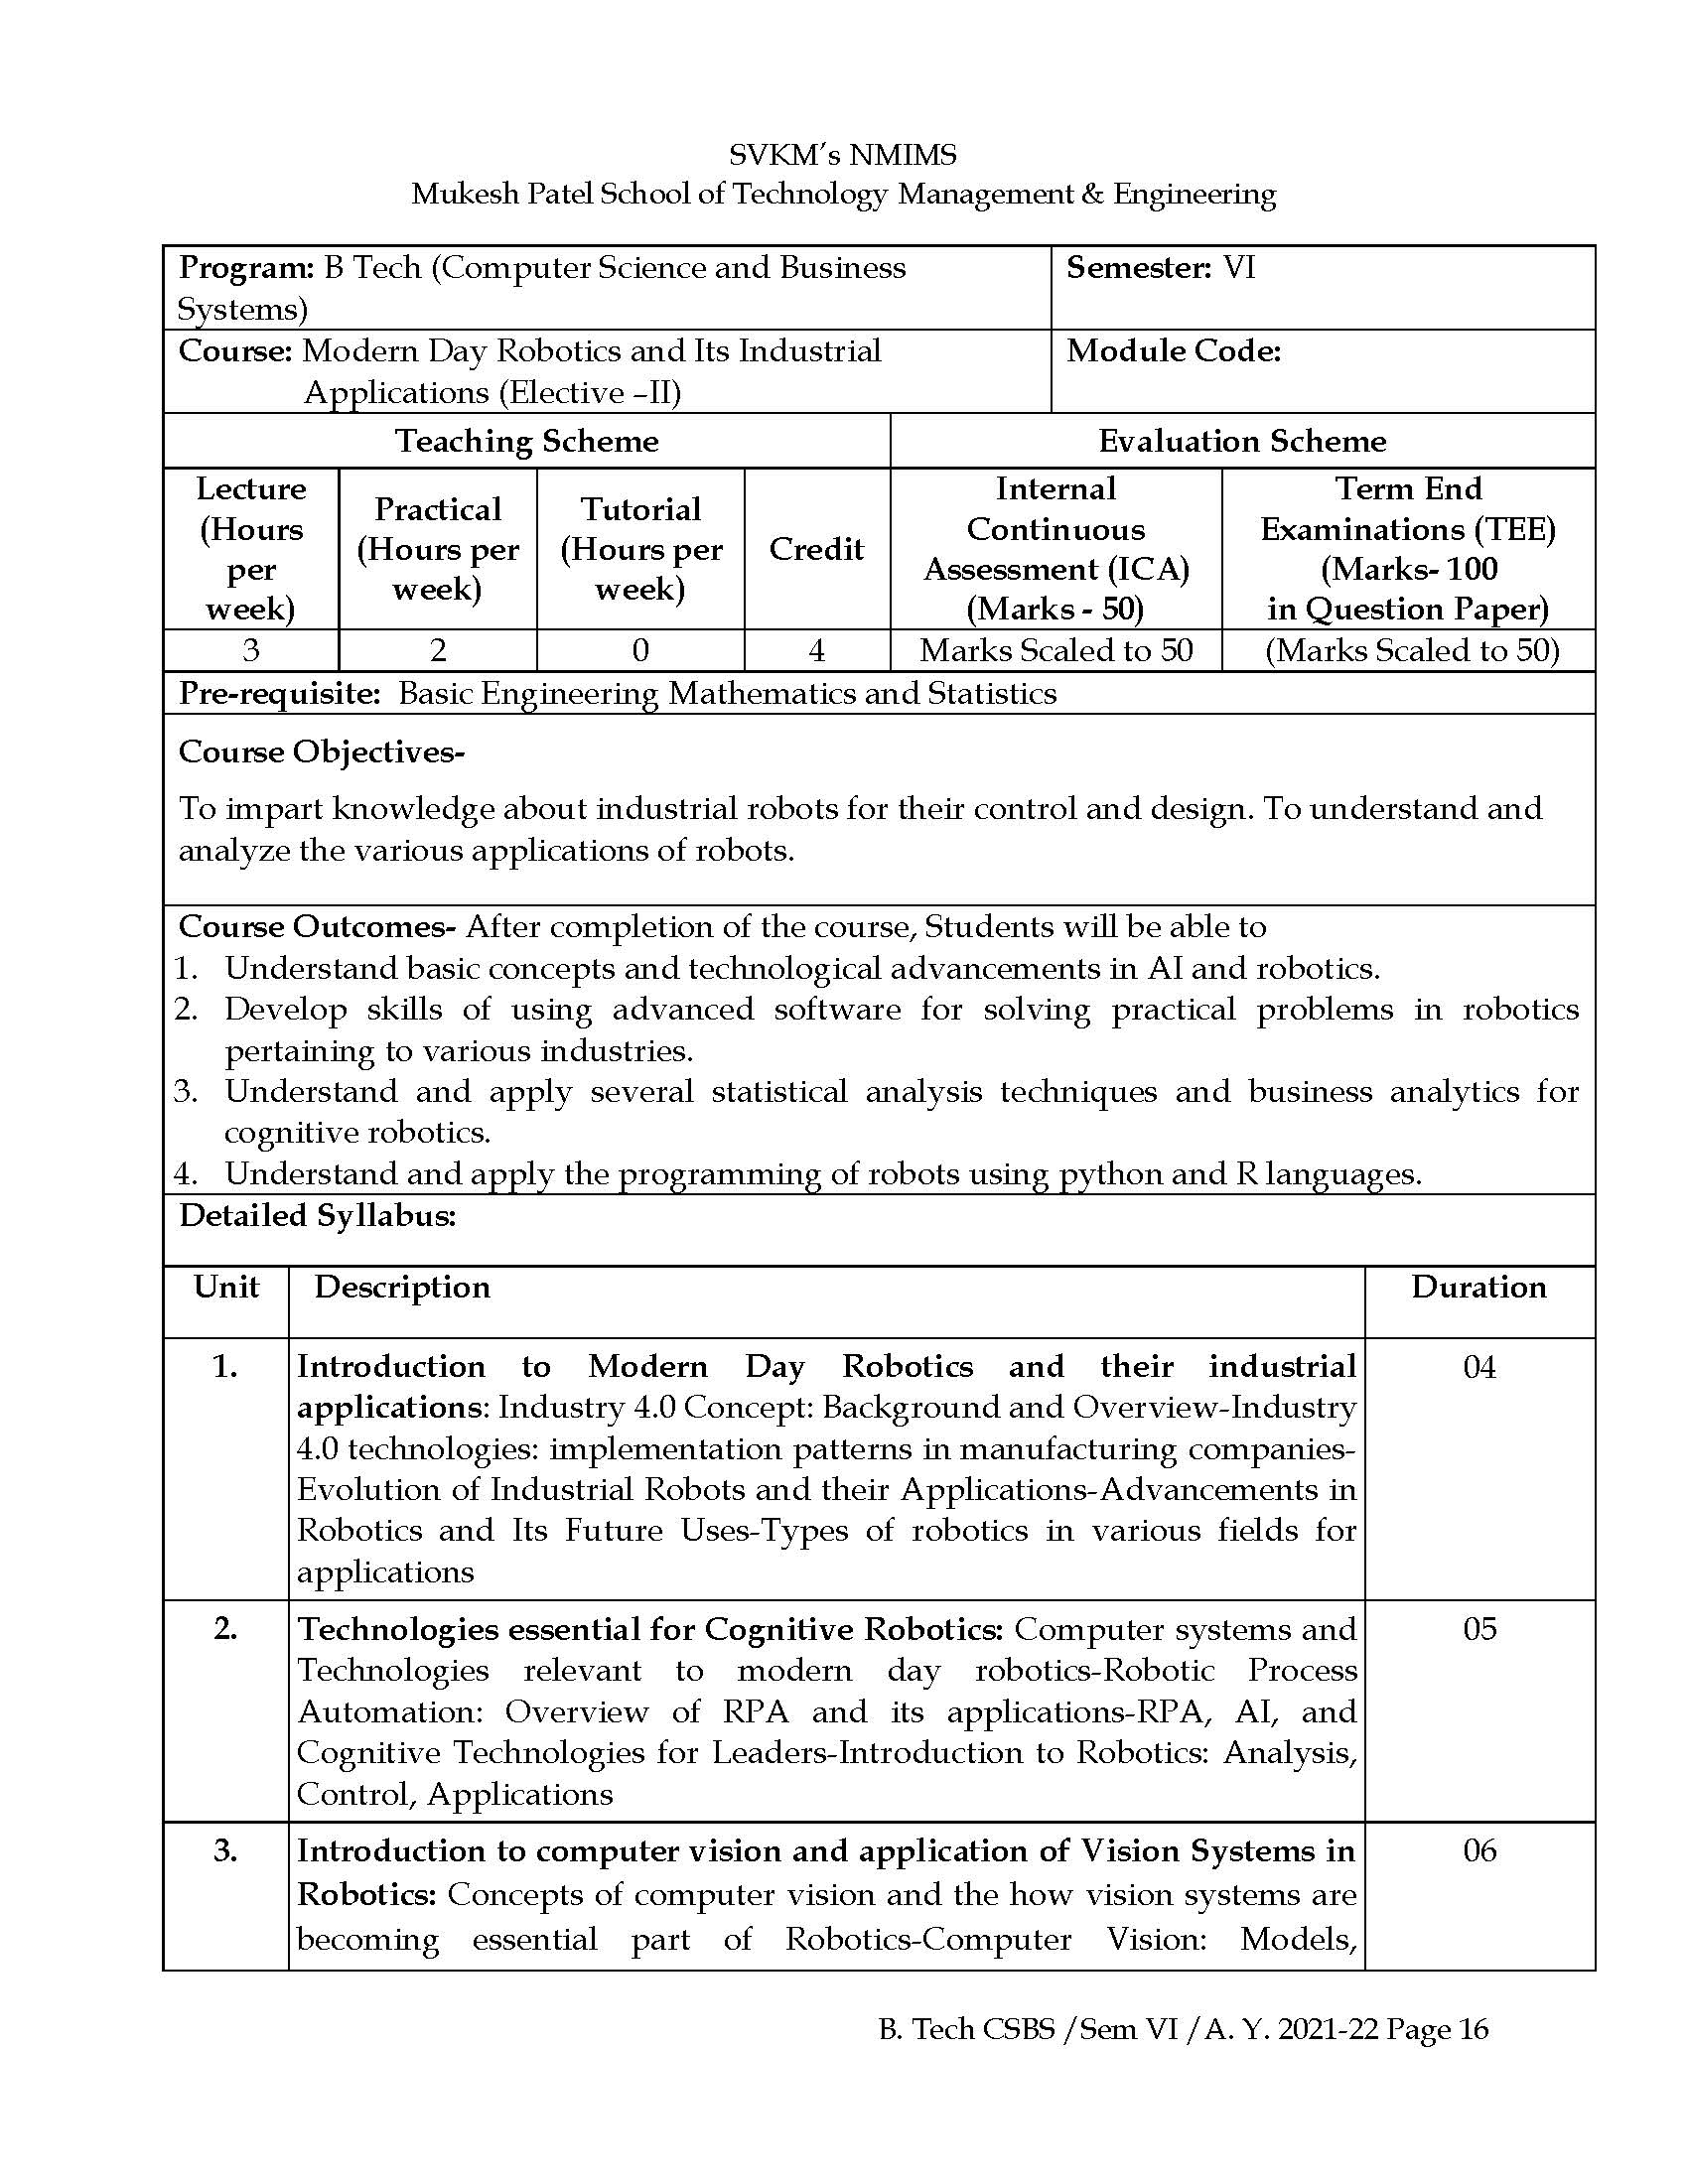 SVKM's NMIMS
Mukesh Patel School of Technology Management & Engineering
Program: B Tech (Computer Science and Business
Systems)
Semester: VI
Course: Modern Day Robotics and Its Industrial
Applications (Elective –II)
Module Code:
Teaching Scheme
Evaluation Scheme
Lecture
(Hours
per
week)
Practical
(Hours per
week)
Tutorial
(Hours per
week)
Credit
Internal
Continuous
Assessment (ICA)
(Marks - 50)
Term End
Examinations (TEE)
(Marks- 100
in Question Paper)
3
2
0
4
Marks Scaled to 50
(Marks Scaled to 50)
Pre-requisite: Basic Engineering Mathematics and Statistics
Course Objectives-
To impart knowledge about industrial robots for their control and design. To understand and
analyze the various applications of robots.
Course Outcomes- After completion of the course, Students will be able to
1. Understand basic concepts and technological advancements in AI and robotics.
2. Develop skills of using advanced software for solving practical problems in robotics
pertaining to various industries.
3. Understand and apply several statistical analysis techniques and business analytics for
cognitive robotics.
4. Understand and apply the programming of robots using python and R languages.
Detailed Syllabus:
Unit
Description
Duration
1.
Introduction to Modern Day Robotics and their industrial
applications: Industry 4.0 Concept: Background and Overview-Industry
4.0 technologies: implementation patterns in manufacturing companies-
Evolution of Industrial Robots and their Applications-Advancements in
Robotics and Its Future Uses-Types of robotics in various fields for
applications
04
2.
Technologies essential for Cognitive Robotics: Computer systems and
Technologies relevant to modern day robotics-Robotic Process
Automation: Overview of RPA and its applications-RPA, AI, and
Cognitive Technologies for Leaders-Introduction to Robotics: Analysis,
Control, Applications
05
3.
Introduction to computer vision and application of Vision Systems in
Robotics: Concepts of computer vision and the how vision systems are
becoming essential part of Robotics-Computer Vision: Models,
06
B. Tech CSBS /Sem VI /A. Y. 2021-22 Page 16